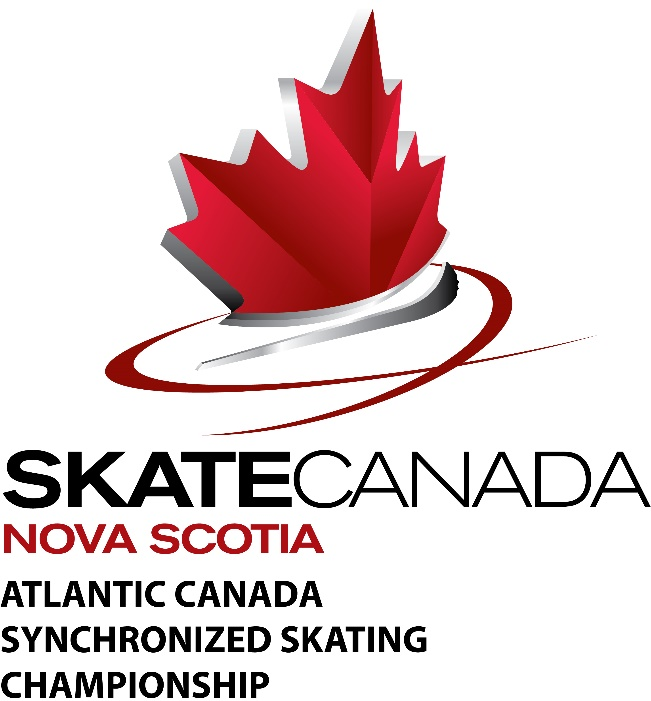 SKATECANADA
NOVA SCOTIA
ATLANTIC CANADA
SYNCHRONIZED SKATING
CHAMPIONSHIP